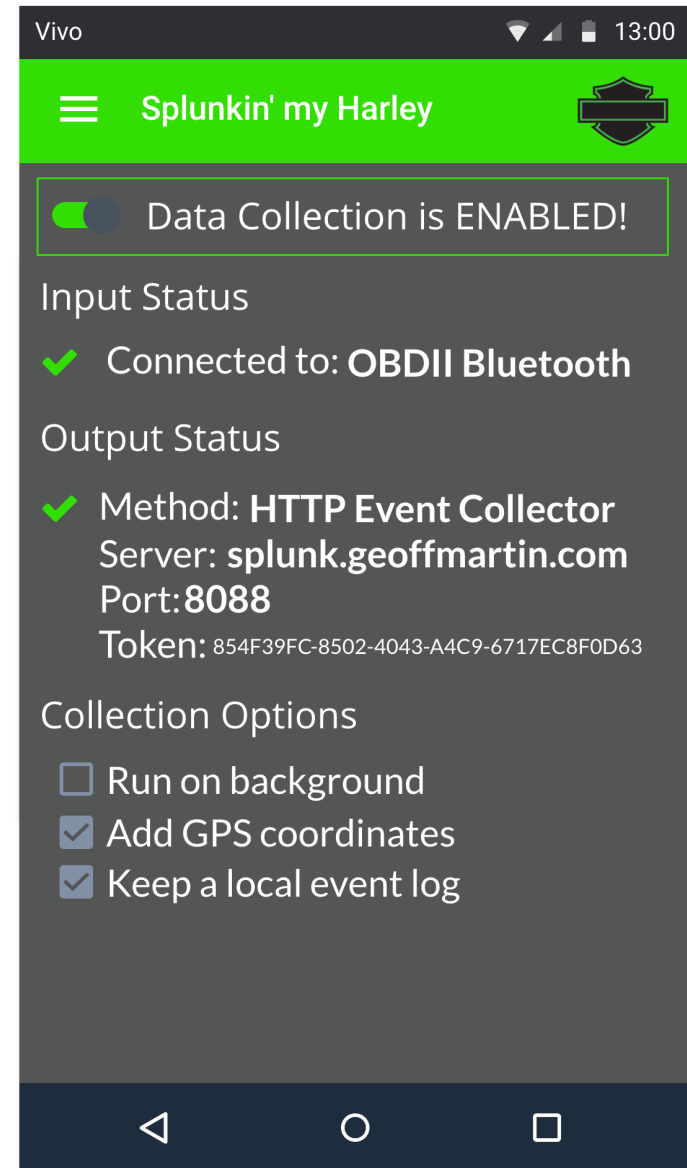 Vivo 13:00
Splunkin' my Harley
Data Collection is ENABLED!
Input Status
Connected to: OBDII Bluetooth
Output Status
Method: HTTP Event Collector
Server: splunk.geoffmartin.com
Port: 8088
Token: 854F39FC-8502-4043-A4C9-6717EC8F0D63
Collection Options
Run on background
Add GPS coordinates
Keep a local event log